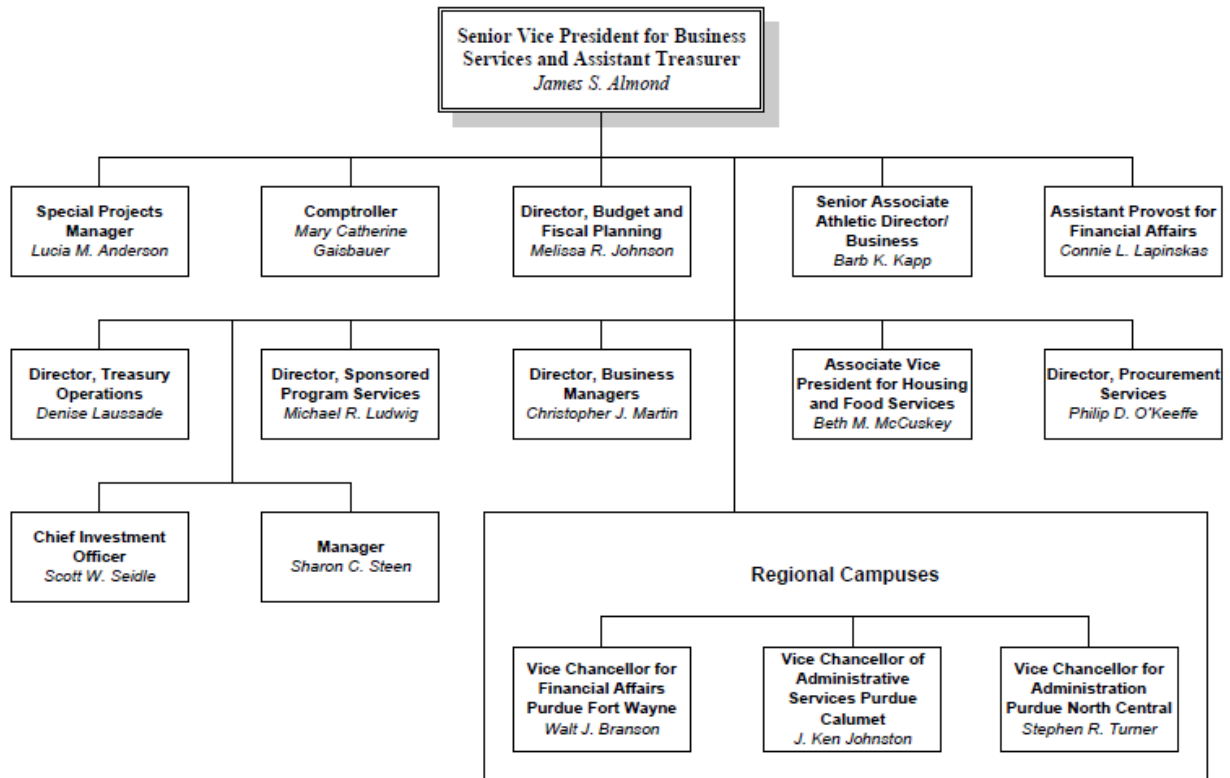 Senior Vice President for Business
Services and Assistant Treasurer
James S. Almond
Special Projects
Manager
Lucia M. Anderson
Comptroller
Mary Catherine
Gaisbauer
Director, Budget and
Fiscal Planning
Melissa R. Johnson
Senior Associate
Athletic Director/
Business
Barb K. Kapp
Assistant Provost for
Financial Affairs
Connie L. Lapinskas
Director, Treasury
Operations
Denise Laussade
Director, Sponsored
Program Services
Michael R. Ludwig
Director, Business
Managers
Christopher J. Martin
Associate Vice
President for Housing
and Food Services
Beth M. McCuskey
Director, Procurement
Services
Philip D. O'Keeffe
Chief Investment
Officer
Scott W. Seidle
Manager
Sharon C. Steen
Regional Campuses
Vice Chancellor for
Financial Affairs
Purdue Fort Wayne
Walt J. Branson
Vice Chancellor of
Administrative
Services Purdue
Calumet
J. Ken Johnston
Vice Chancellor for
Administration
Purdue North Central
Stephen R. Turner